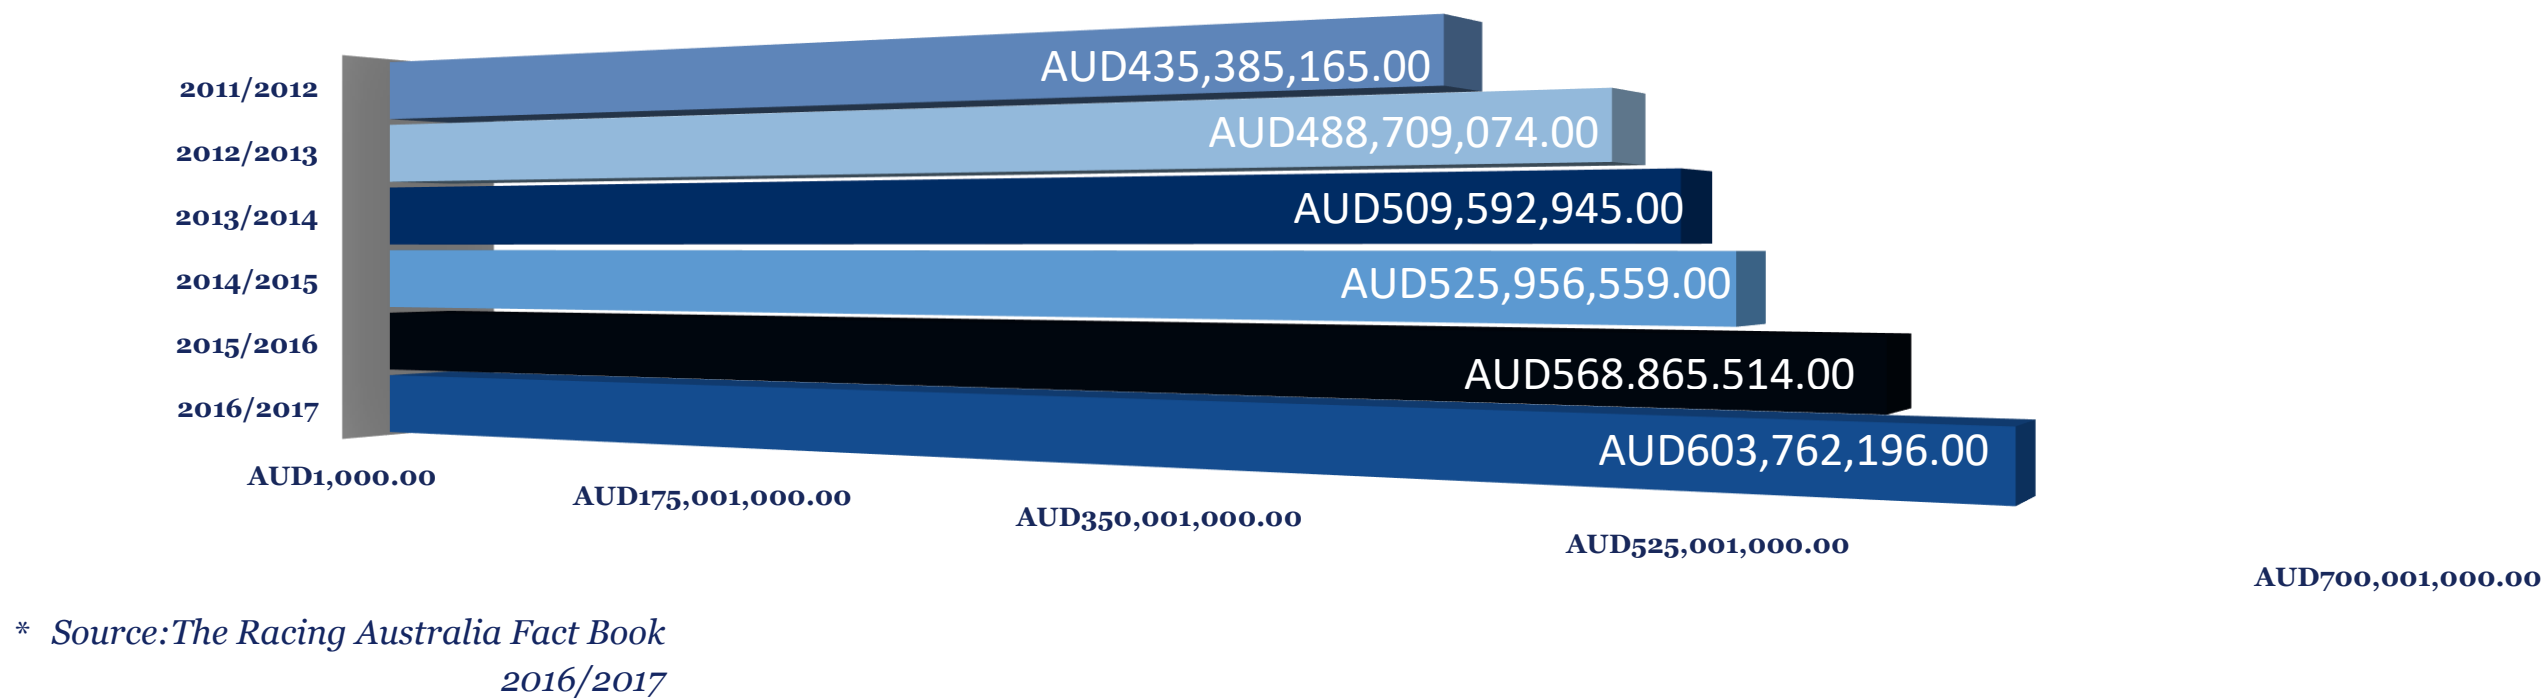 2011/2012 AUD435,385,165.00
2012/2013 AUD488,709,074.00
2013/2014 AUD509,592,945.00
2014/2015 AUD525,956,559.00
2015/2016 AUD568.865.514.00
2016/2017 AUD603,762,196.00
AUD1,000.00 AUD175,001,000.00 AUD350,001,000.00 AUD525,001,000.00 AUD700,001,000.00
* Source:The Racing Australia Fact Book
2016/2017